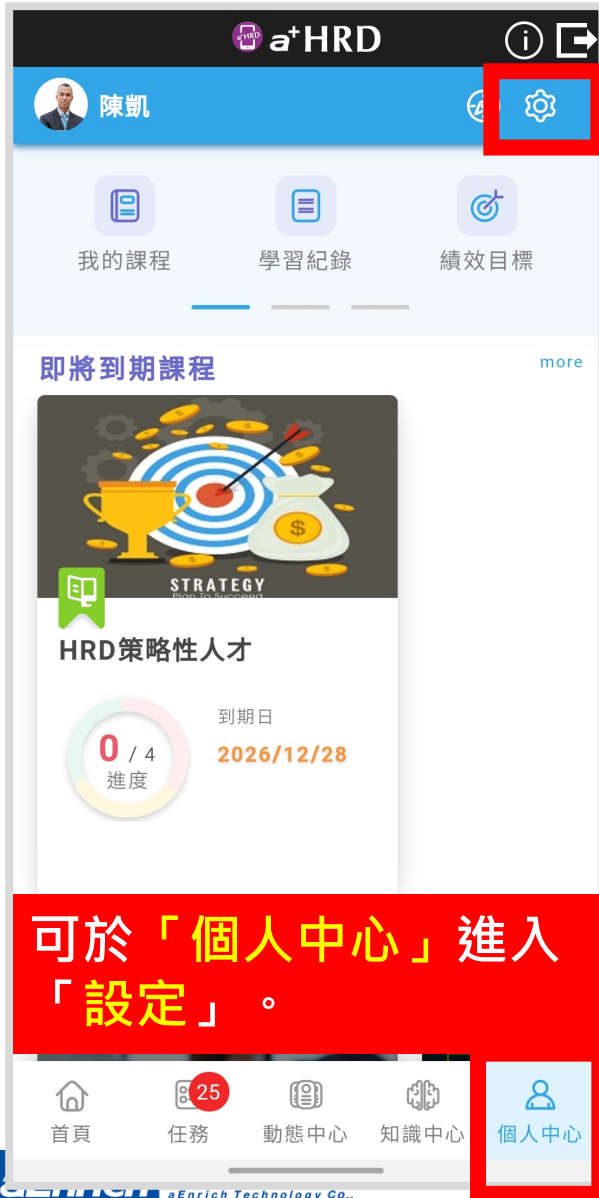 a⁺HRD
陳凱
我的課程
學習紀錄
績效目標
即將到期課程
more
STRATEGY
Plan To Succeed
HRD策略性人才
到期日
0 / 4
2026/12/28
進度
可於「個人中心」進入
「設定」。
25
首頁
任務
動態中心
知識中心
個人中心
aEnrich Technology Co.,